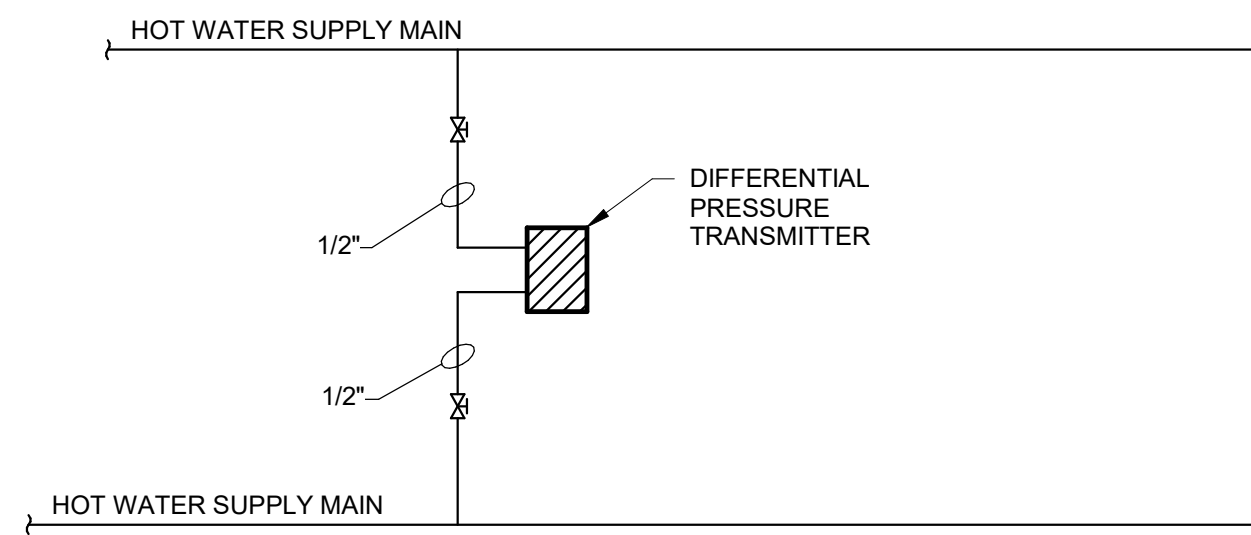 HOT WATER SUPPLY MAIN
DIFFERENTIAL
PRESSURE
TRANSMITTER
1/2"
1/2"
HOT WATER SUPPLY MAIN